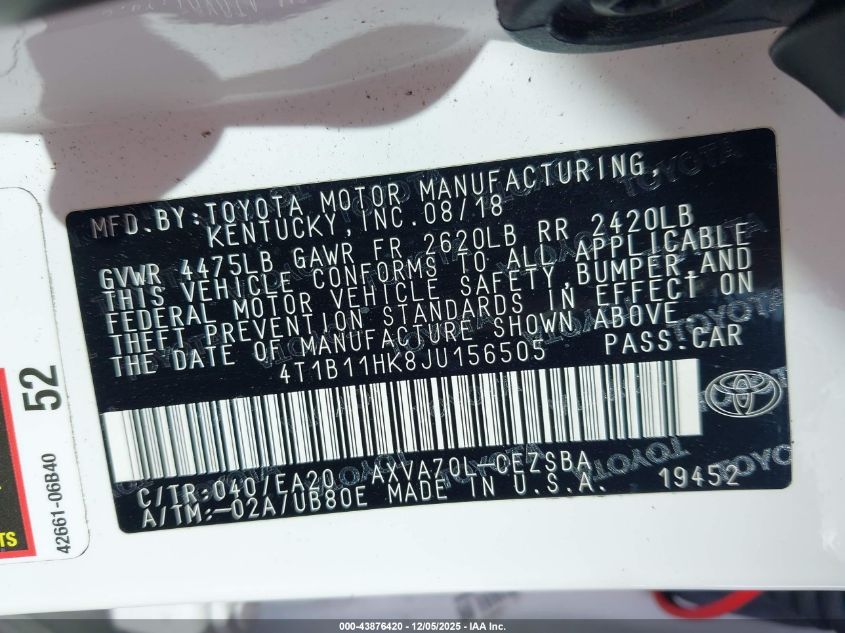 MFD.BY:TOYOTA MOTOR MANUFACTURING,
KENTUCKY,INC.08/18
GVWR 4475LB GAWR FR 2620LB RR 2420LB
THIS VEHICLE CONFORMS TO ALL APPLICABLE
FEDERAL MOTOR VEHICLE SAFETY,BUMPER,AND
THEFT PREVENTION STANDARDS IN EFFECT ON
THE DATE OF MANUFACTURE SHOWN ABOVE.
4T1B11HK8JU156505 PASS.CAR
C/TR:040/EA20 AXVA70L-CEZSBA
A/TM:-02A/UB80E MADE IN U.S.A. 19452
52
42661-06B40
TS
000-43876420 - 12/05/2025 - IAA Inc.